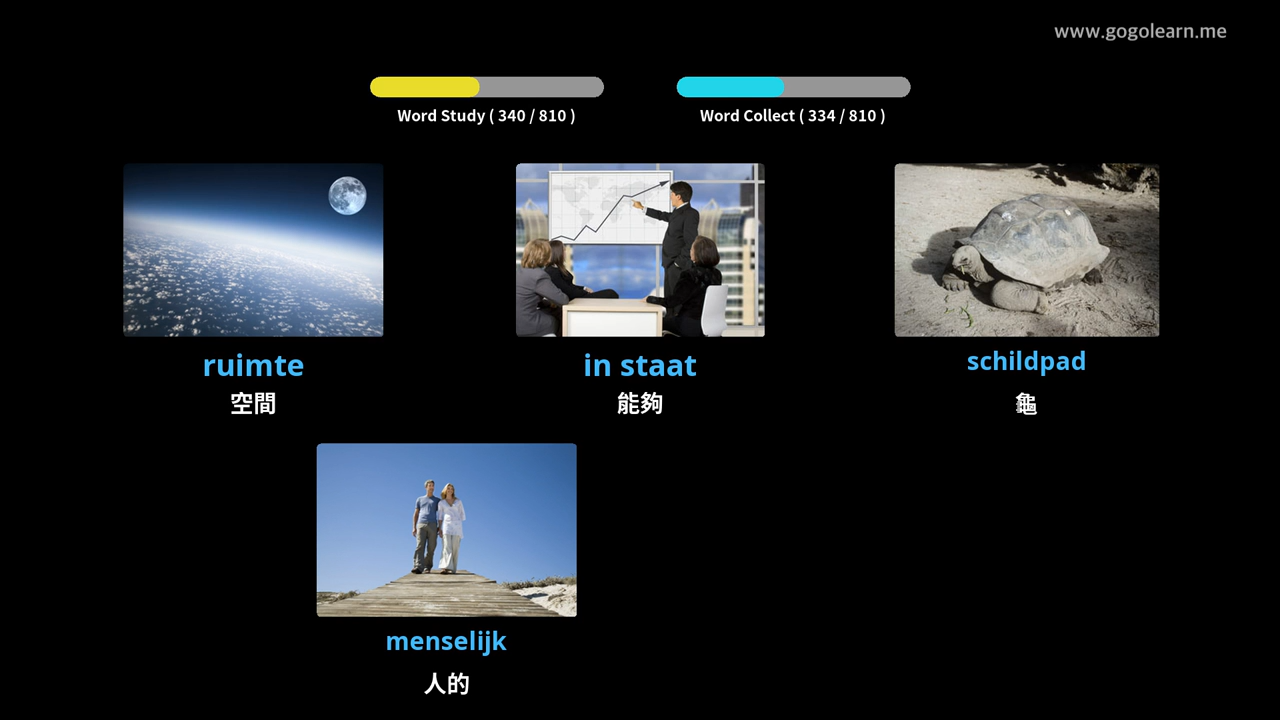 www.gogolearn.me
Word Study ( 340 / 810 )
Word Collect ( 334 / 810 )
ruimte
空間
in staat
能夠
schildpad
龜
menselijk
人的